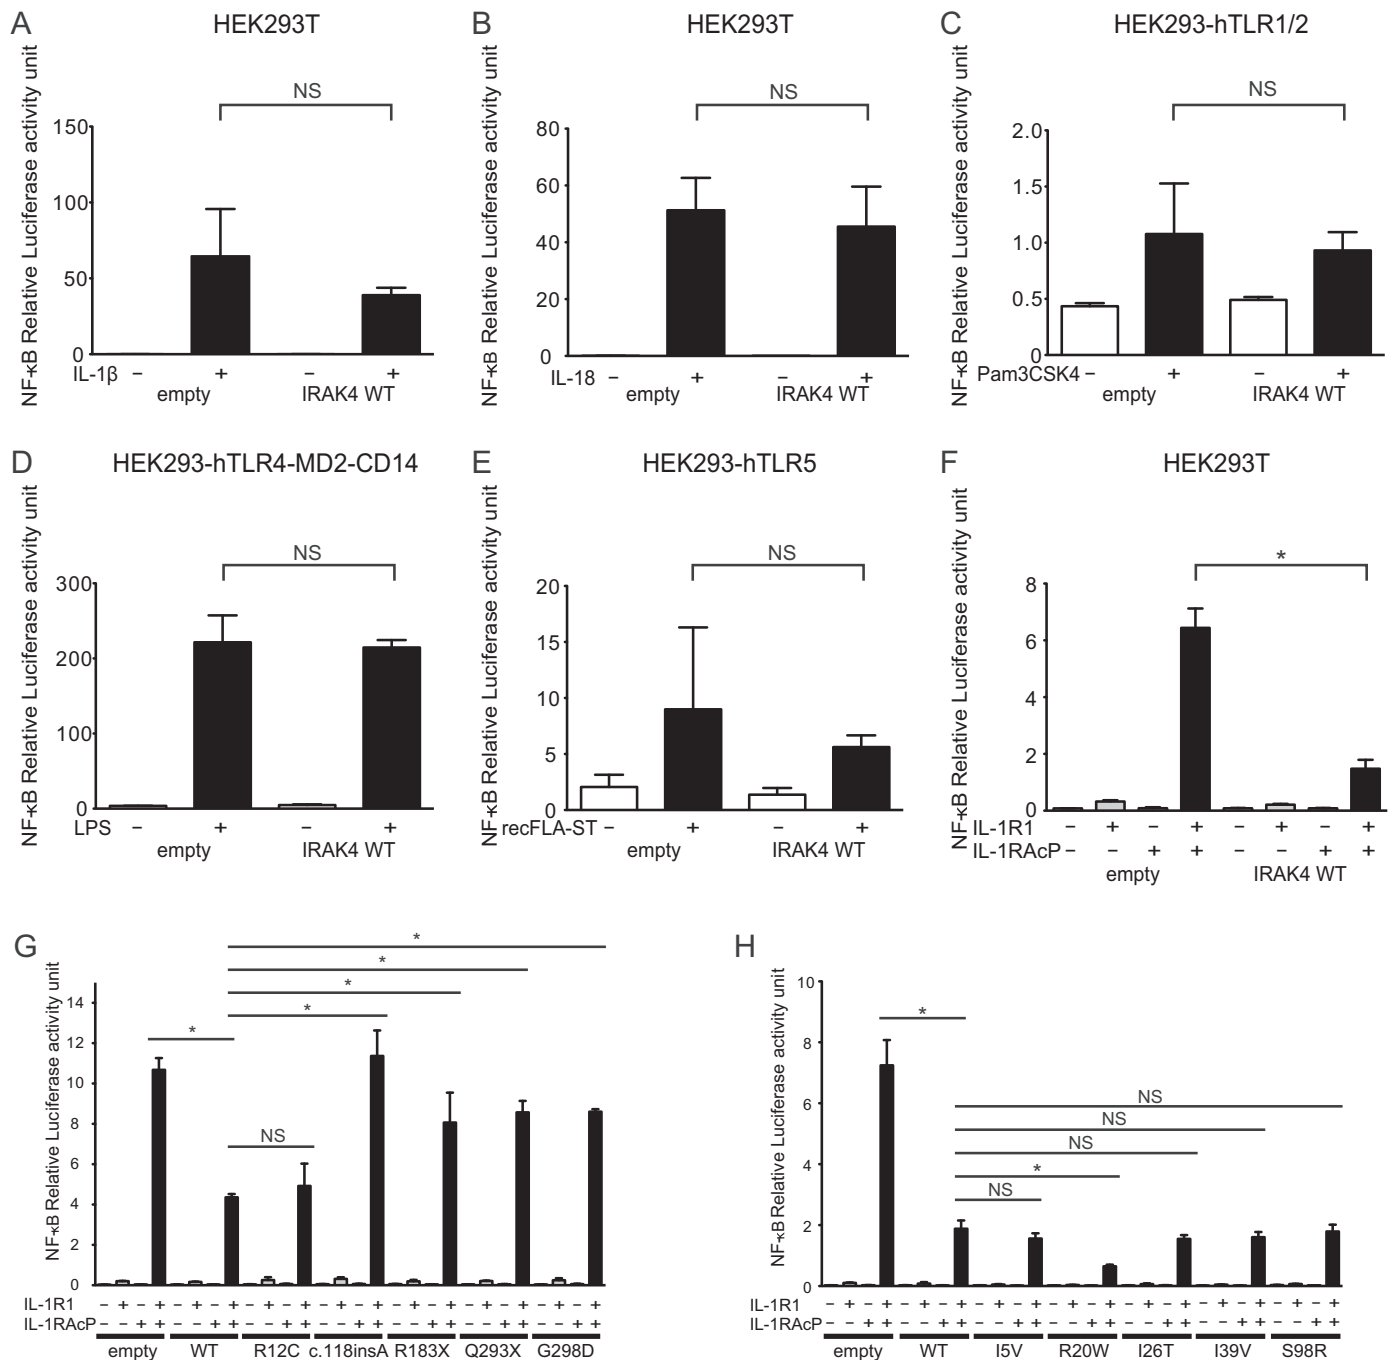 A
HEK293T
NF-κB Relative Luciferase activity unit
NS
150
100
50
0
IL-1β − + − +
empty IRAK4 WT
B
HEK293T
NF-κB Relative Luciferase activity unit
NS
80
60
40
20
0
IL-18 − + − +
empty IRAK4 WT
C
HEK293-hTLR1/2
NF-κB Relative Luciferase activity unit
NS
2.0
1.5
1.0
0.5
0
Pam3CSK4 − + − +
empty IRAK4 WT
D
HEK293-hTLR4-MD2-CD14
NF-κB Relative Luciferase activity unit
NS
300
200
100
0
LPS − + − +
empty IRAK4 WT
E
HEK293-hTLR5
NF-κB Relative Luciferase activity unit
NS
20
15
10
5
0
recFLA-ST − + − +
empty IRAK4 WT
F
HEK293T
NF-κB Relative Luciferase activity unit
*
8
6
4
2
0
IL-1R1 − + − + − + − +
IL-1RAcP − − + + − − + +
empty IRAK4 WT
G
NF-κB Relative Luciferase activity unit
*
*
*
*
*
NS
14
12
10
8
6
4
2
0
IL-1R1 − + − + − + − + − + − + − + − + − + − + − + − + − + − +
IL-1RAcP − − + + − − + + − − + + − − + + − − + + − − + + − − + +
empty WT R12C c.118insA R183X Q293X G298D
H
NF-κB Relative Luciferase activity unit
*
NS
NS
NS
*
NS
10
8
6
4
2
0
IL-1R1 − + − + − + − + − + − + − + − + − + − + − + − + − + − +
IL-1RAcP − − + + − − + + − − + + − − + + − − + + − − + + − − + +
empty WT I5V R20W I26T I39V S98R